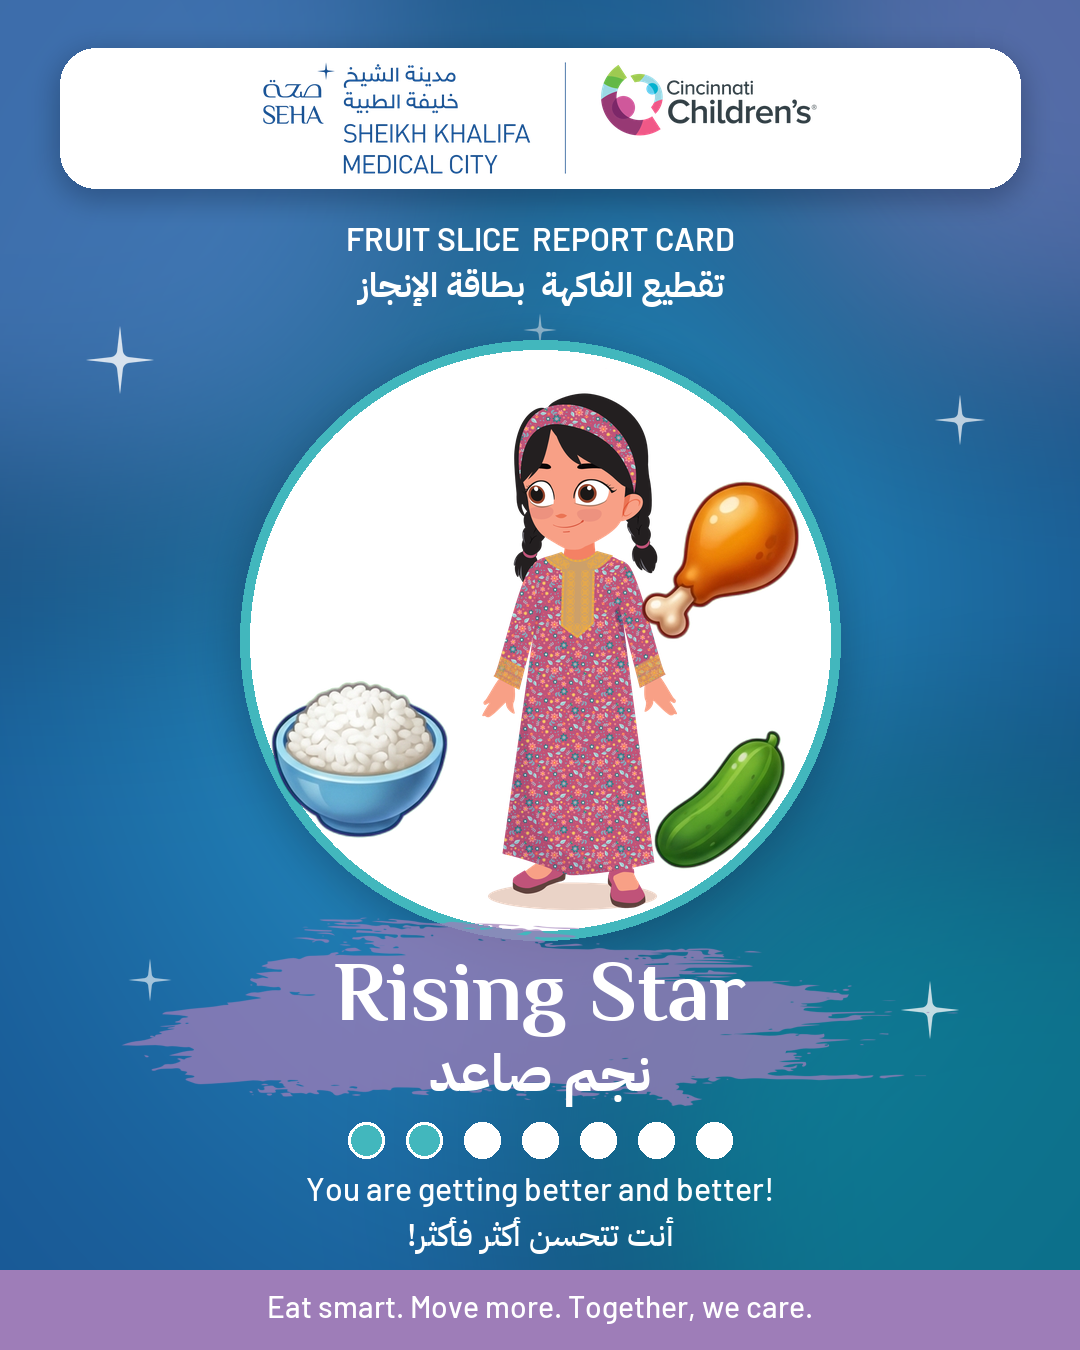 صحة
SEHA
مدينة الشيخ
خليفة الطبية
SHEIKH KHALIFA
MEDICAL CITY
Cincinnati
Children's®
FRUIT SLICE REPORT CARD
تقطيع الفاكهة بطاقة الإنجاز
Rising Star
نجم صاعد
You are getting better and better!
أنت تتحسن أكثر فأكثر!
Eat smart. Move more. Together, we care.